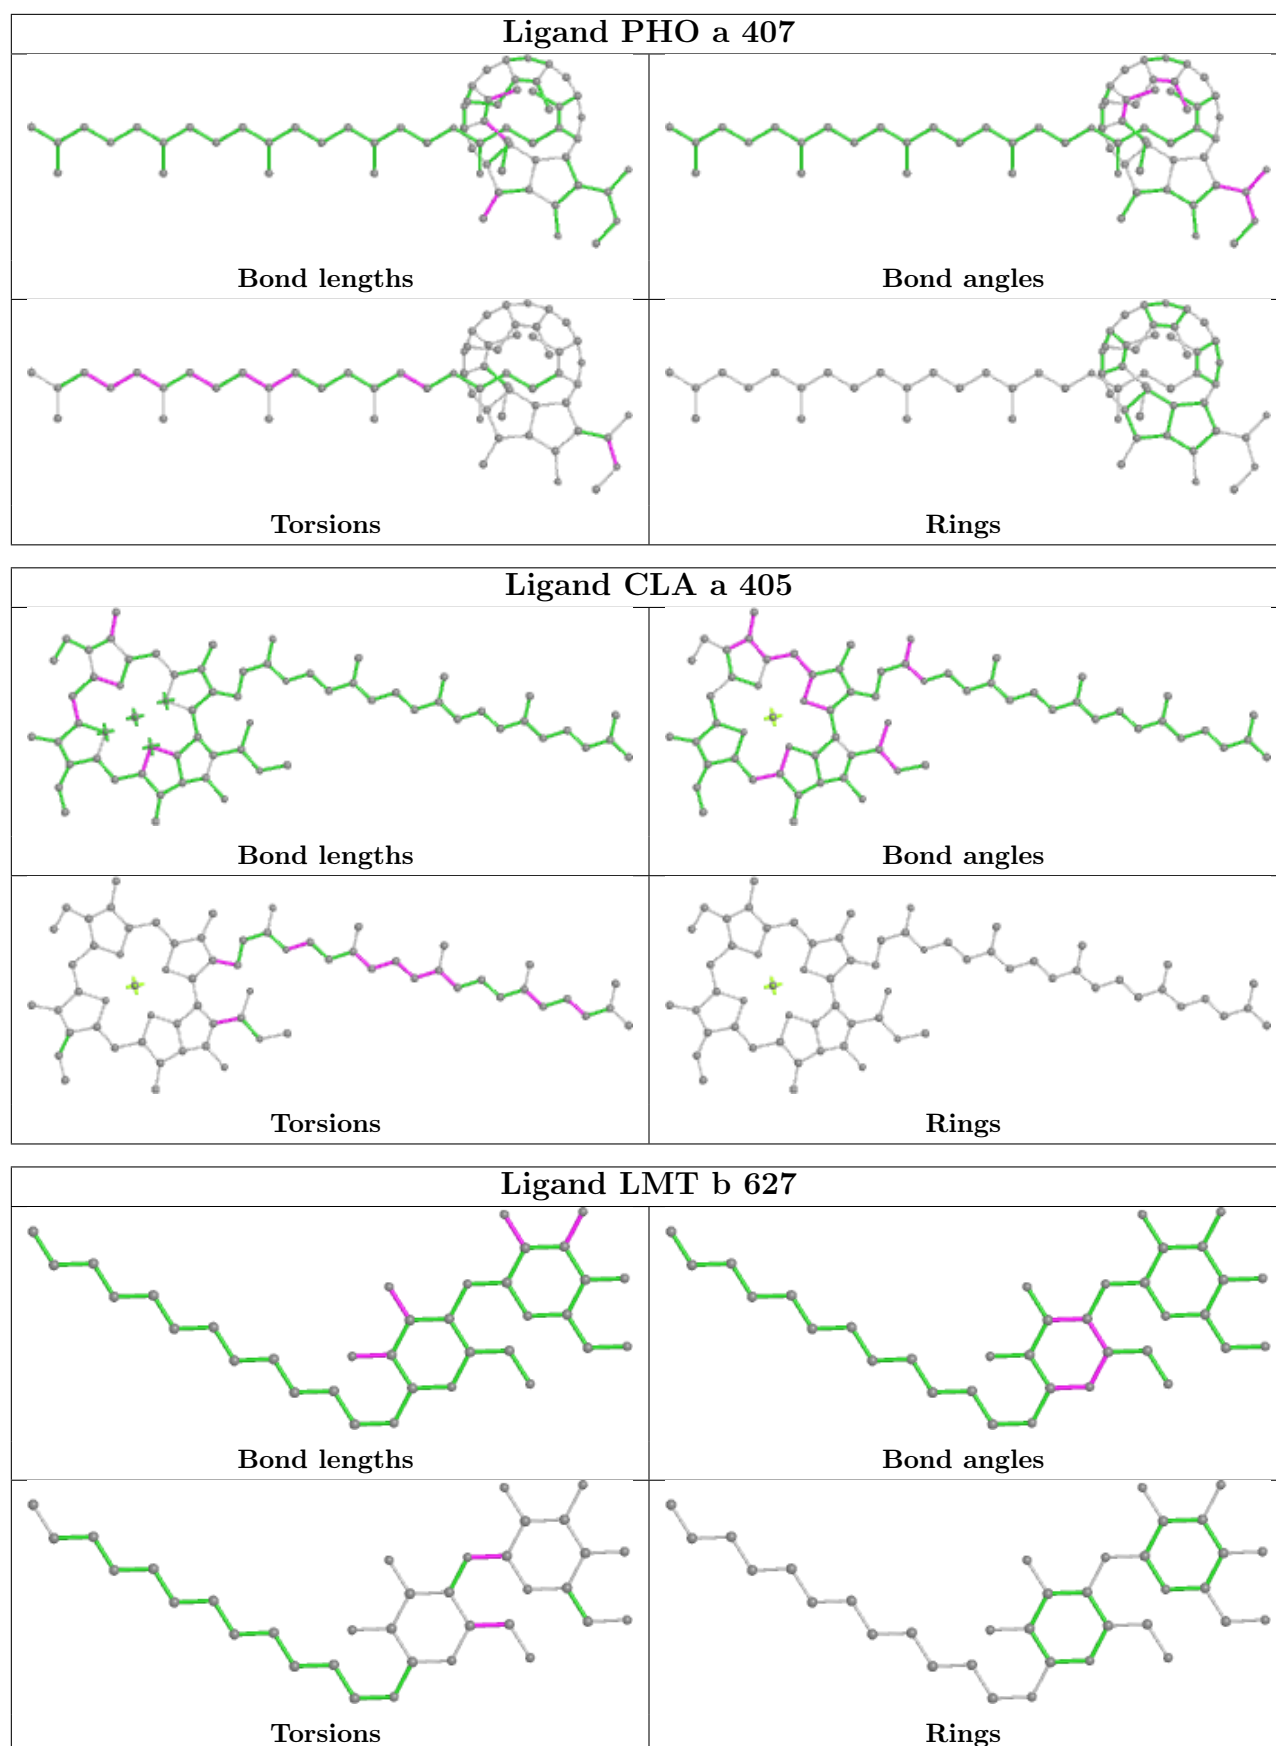 Ligand PHO a 407
Bond lengths
Bond angles
Torsions
Rings
Ligand CLA a 405
Bond lengths
Bond angles
Torsions
Rings
Ligand LMT b 627
Bond lengths
Bond angles
Torsions
Rings